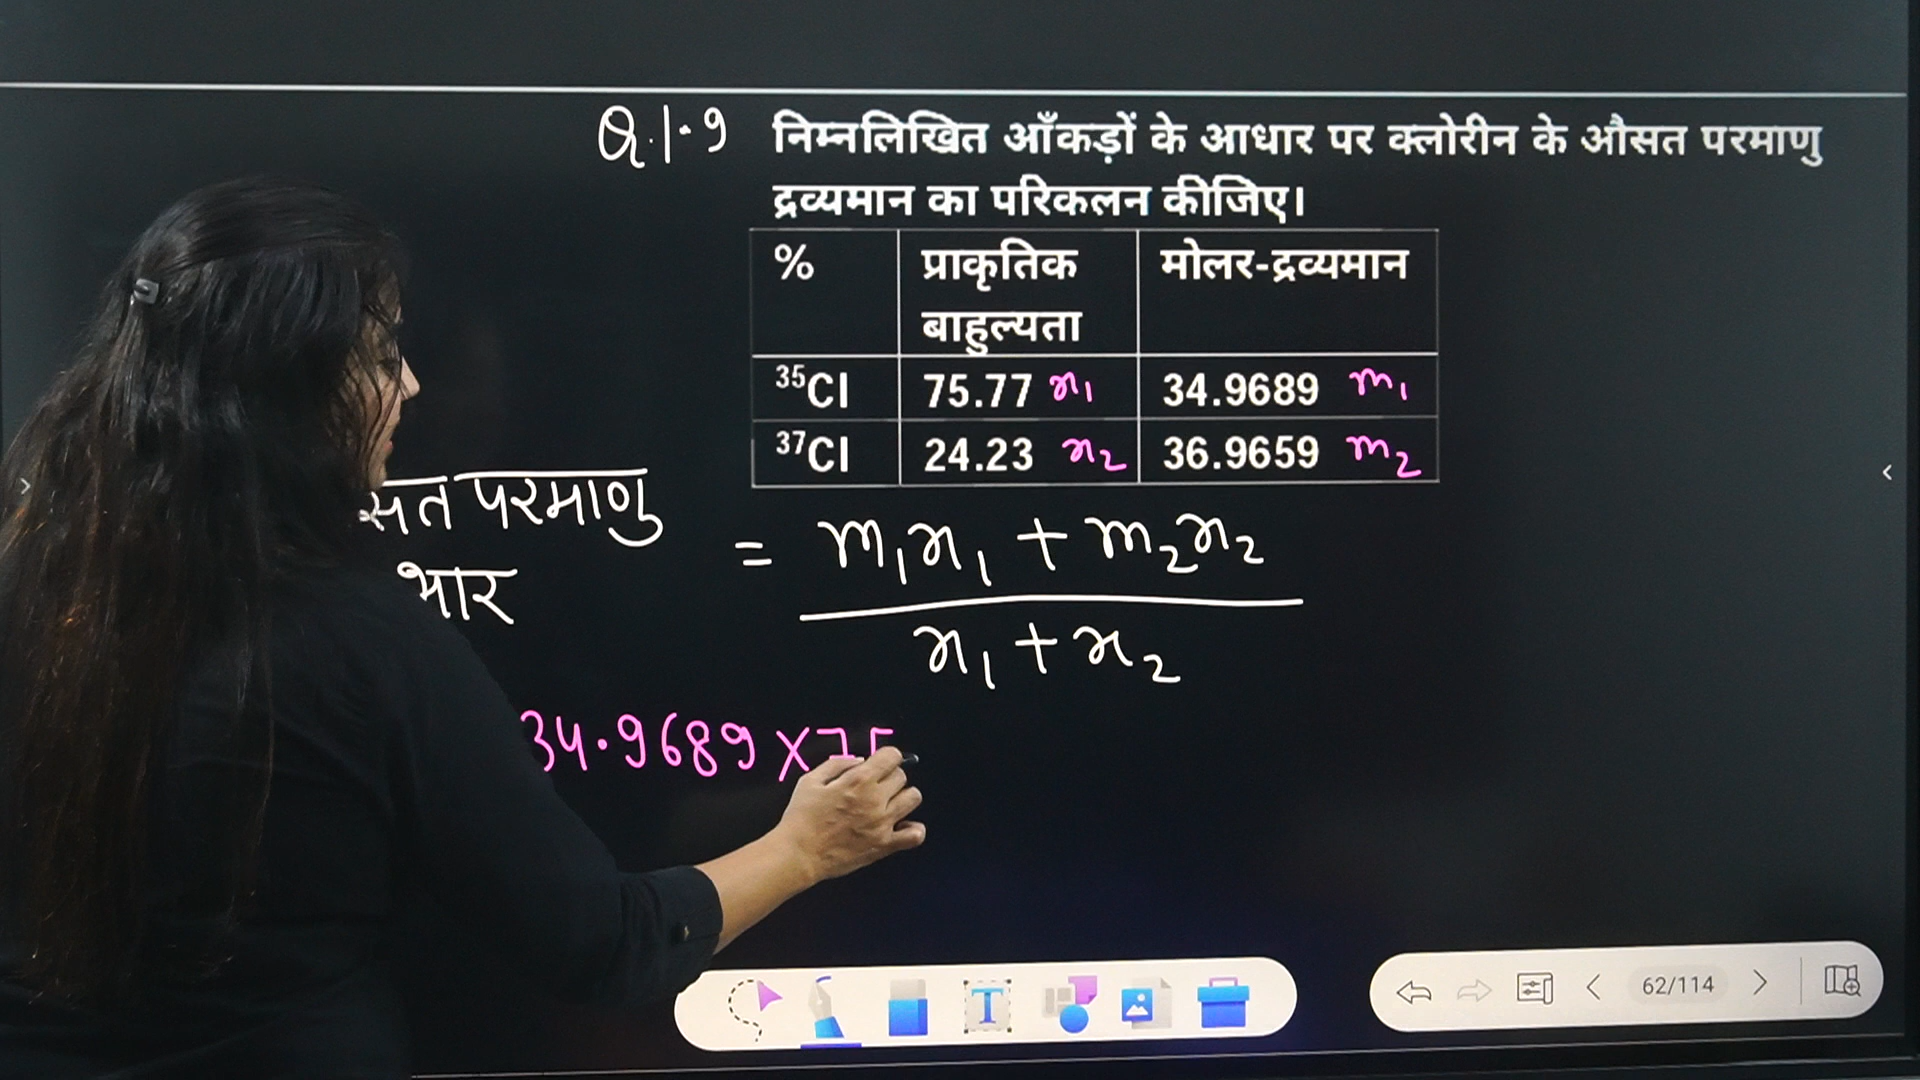 Q.1.9 निम्नलिखित आँकड़ों के आधार पर क्लोरीन के औसत परमाणु
द्रव्यमान का परिकलन कीजिए।
% प्राकृतिक बाहुल्यता मोलर-द्रव्यमान
³⁵Cl 75.77 x₁ 34.9689 m₁
³⁷Cl 24.23 x₂ 36.9659 m₂
सत परमाणु
भार
= m₁x₁ + m₂x₂
x₁ + x₂
34.9689 × 75
T
62/114